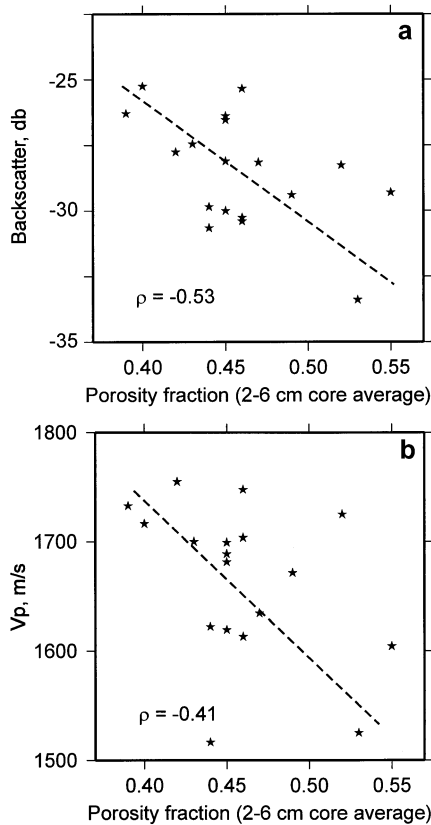 a
-25
-30
-35
Backscatter, db
ρ = -0.53
0.40 0.45 0.50 0.55
Porosity fraction (2-6 cm core average)
b
1800
1700
1600
1500
Vp, m/s
ρ = -0.41
0.40 0.45 0.50 0.55
Porosity fraction (2-6 cm core average)